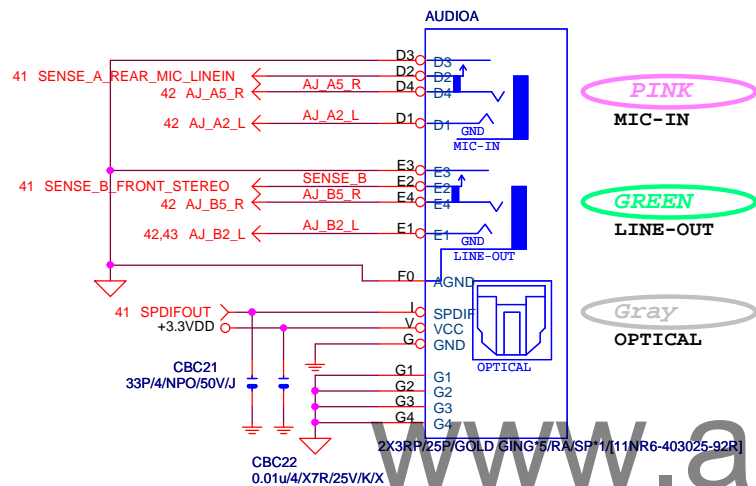 AUDIOA
D3 D3
41 SENSE_A_REAR_MIC_LINEIN D2 D2
42 AJ_A5_R AJ_A5_R D4 D4
42 AJ_A2_L AJ_A2_L D1 D1
GND
MIC-IN
PINK
MIC-IN
E3 E3
41 SENSE_B_FRONT_STEREO SENSE_B E2 E2
42 AJ_B5_R AJ_B5_R E4 E4
42,43 AJ_B2_L AJ_B2_L E1 E1
GND
LINE-OUT
GREEN
LINE-OUT
F0 AGND
41 SPDIFOUT I SPDIF
+3.3VDD V VCC
G GND
OPTICAL
Gray
OPTICAL
CBC21
33P/4/NPO/50V/J
G1 G1
G2 G2
G3 G3
G4 G4
2X3RP/25P/GOLD GING*5/RA/SP*1/[11NR6-403025-92R]
CBC22
0.01u/4/X7R/25V/K/X
www.a